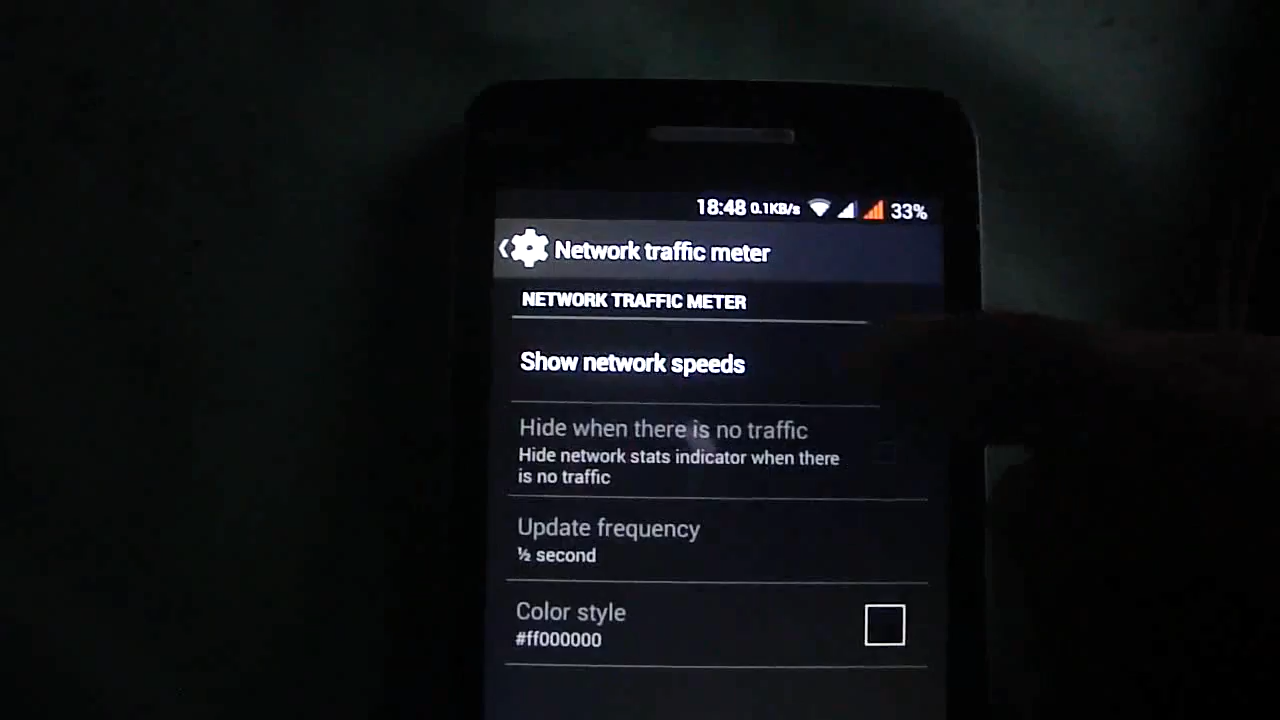 18:48 0.1KB/s 33%
Network traffic meter
NETWORK TRAFFIC METER
Show network speeds
Hide when there is no traffic
Hide network stats indicator when there
is no traffic
Update frequency
½ second
Color style
#ff000000